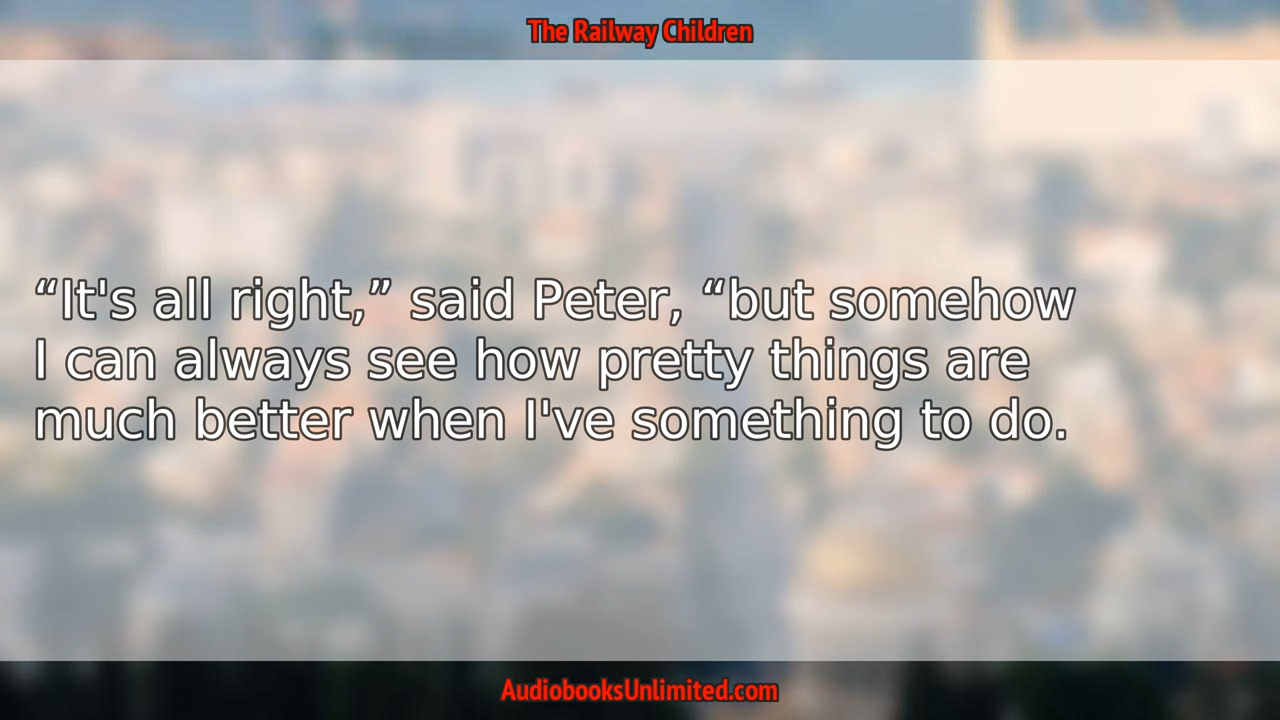 The Railway Children
“It's all right,” said Peter, “but somehow
I can always see how pretty things are
much better when I've something to do.
AudiobooksUnlimited.com